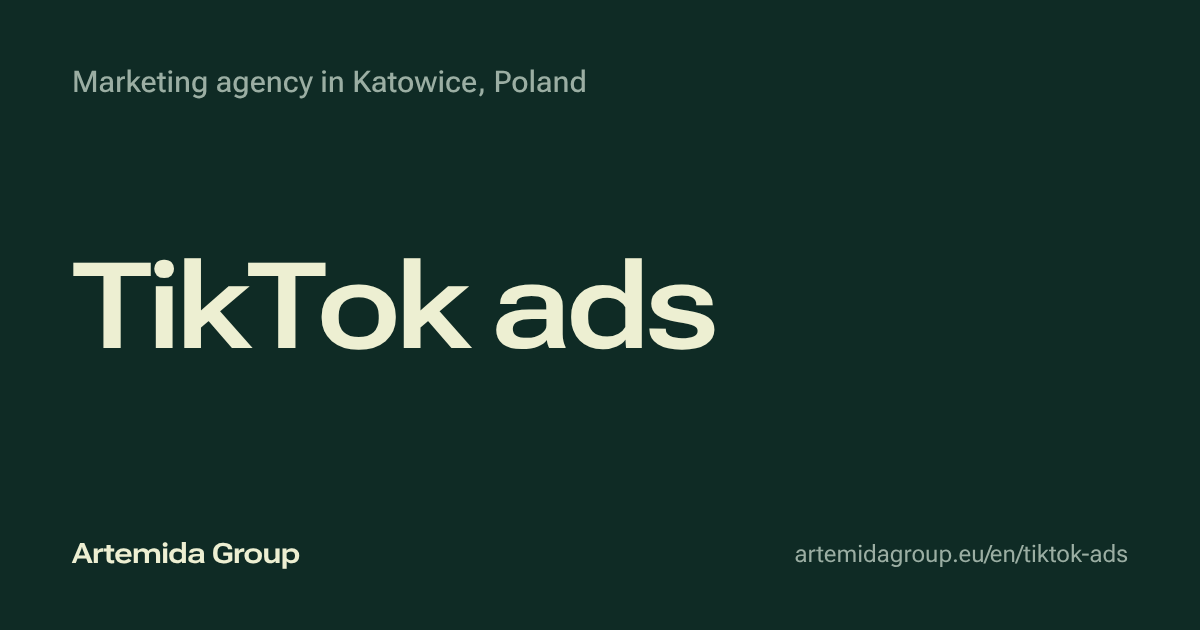 Marketing agency in Katowice, Poland
TikTok ads
Artemida Group
artemidagroup.eu/en/tiktok-ads